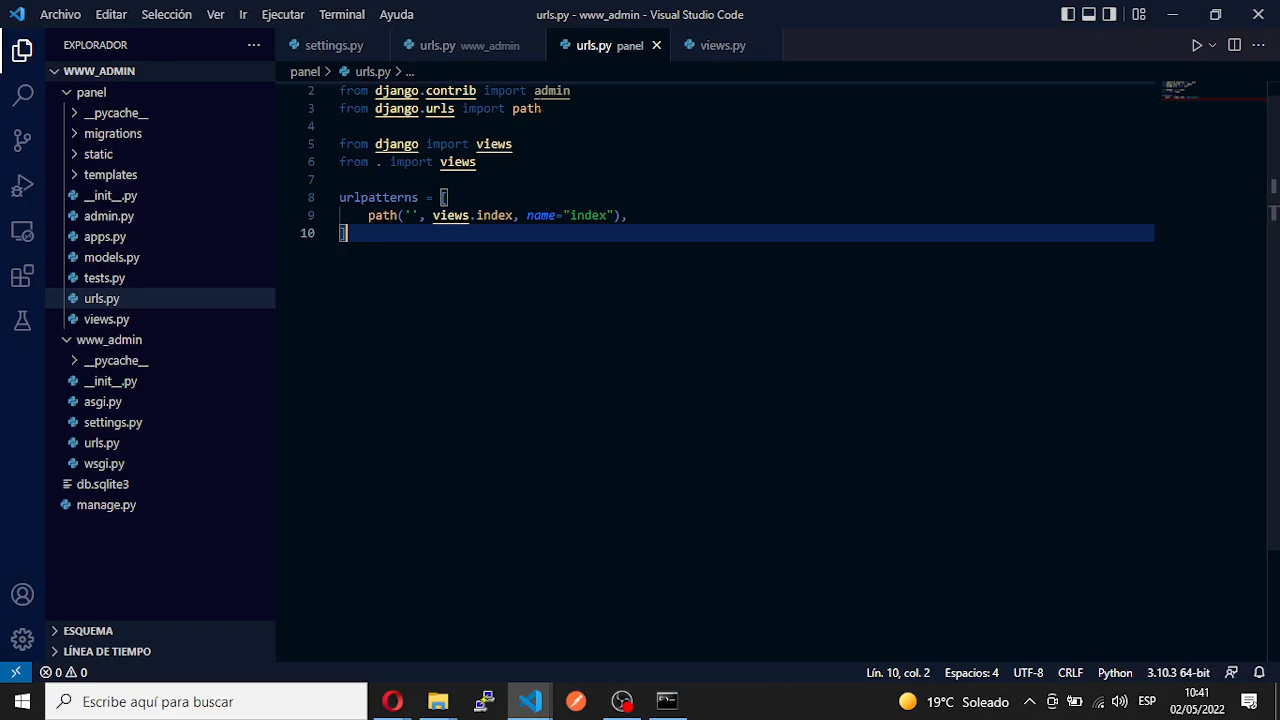 Archivo Editar Selección Ver Ir Ejecutar Terminal Ayuda urls.py - www_admin - Visual Studio Code
EXPLORADOR
settings.py urls.py www_admin urls.py panel views.py
WWW_ADMIN
panel > urls.py > ...
panel
__pycache__
migrations
static
templates
__init__.py
admin.py
apps.py
models.py
tests.py
urls.py
views.py
www_admin
__pycache__
__init__.py
asgi.py
settings.py
urls.py
wsgi.py
db.sqlite3
manage.py
ESQUEMA
LÍNEA DE TIEMPO
2 from django.contrib import admin
3 from django.urls import path
4
5 from django import views
6 from . import views
7
8 urlpatterns = [
9 path('', views.index, name="index"),
10 ]
0 0 Lín. 10, col. 2 Espacios: 4 UTF-8 CRLF Python 3.10.3 64-bit
Escribe aquí para buscar
19°C Soleado ESP
10:41
02/05/2022